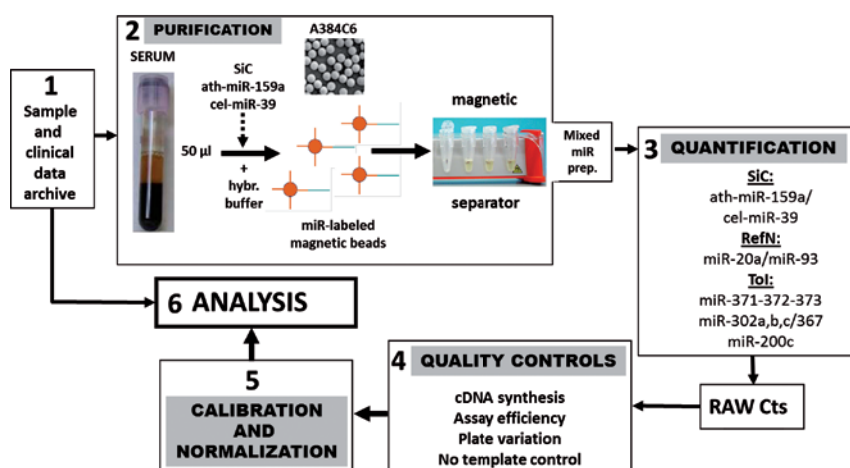 1
Sample
and
clinical
data
archive
2 PURIFICATION
SERUM
A384C6
SiC
ath-miR-159a
cel-miR-39
50 µl
+
hybr.
buffer
miR-labeled
magnetic beads
magnetic
separator
Mixed
miR
prep.
3 QUANTIFICATION
SiC:
ath-miR-159a/
cel-miR-39
RefN:
miR-20a/miR-93
ToI:
miR-371-372-373
miR-302a,b,c/367
miR-200c
RAW Cts
4 QUALITY CONTROLS
cDNA synthesis
Assay efficiency
Plate variation
No template control
5
CALIBRATION
AND
NORMALIZATION
6 ANALYSIS